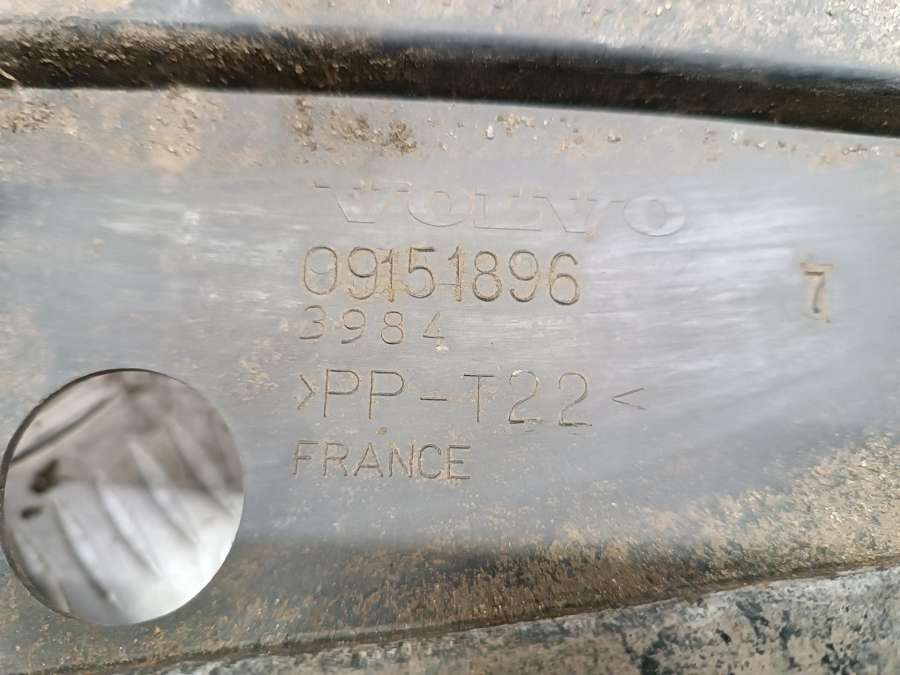 VOLVO
09151896
7
3984
>PP-T22<
FRANCE